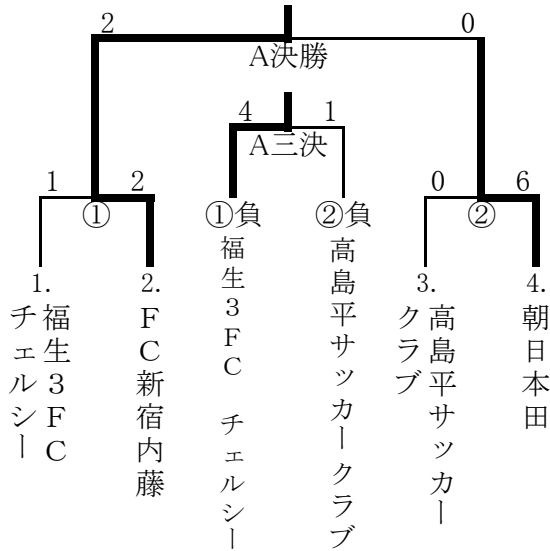 2
0
A決勝
4
1
A三決
1
2
①
①負
②負
0
6
②
1.
福生3FC
チェルシー
2.
FC新宿内藤
福生3FC チェルシー
高島平サッカークラブ
3.
高島平サッカー
クラブ
4.
朝日本田